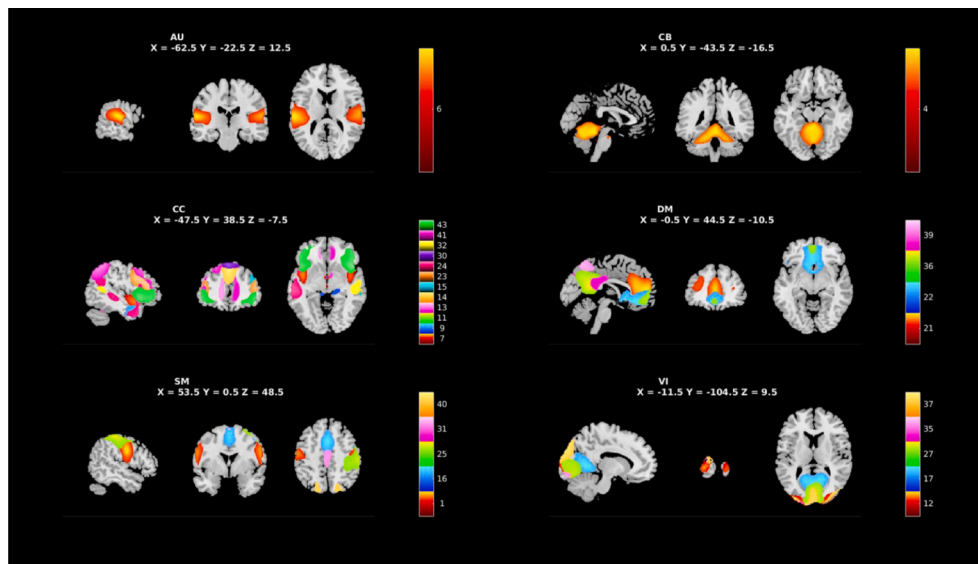 AU
X = -62.5 Y = -22.5 Z = 12.5
6
CB
X = 0.5 Y = -43.5 Z = -16.5
4
CC
X = -47.5 Y = 38.5 Z = -7.5
43
41
32
30
24
23
15
14
13
11
9
7
DM
X = -0.5 Y = 44.5 Z = -10.5
39
36
22
21
SM
X = 53.5 Y = 0.5 Z = 48.5
40
31
25
20
16
1
VI
X = -11.5 Y = -104.5 Z = 9.5
37
34
27
17
12